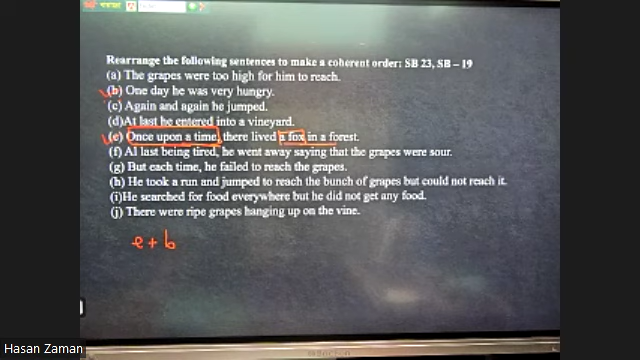 Rearrange the following sentences to make a coherent order: SB 23, SB – 19
(a) The grapes were too high for him to reach.
(b) One day he was very hungry.
(c) Again and again he jumped.
(d)At last he entered into a vineyard.
(e) Once upon a time, there lived a fox in a forest.
(f) Al last being tired, he went away saying that the grapes were sour.
(g) But each time, he failed to reach the grapes.
(h) He took a run and jumped to reach the bunch of grapes but could not reach it.
(i)He searched for food everywhere but he did not get any food.
(j) There were ripe grapes hanging up on the vine.
e + b
Hasan Zaman